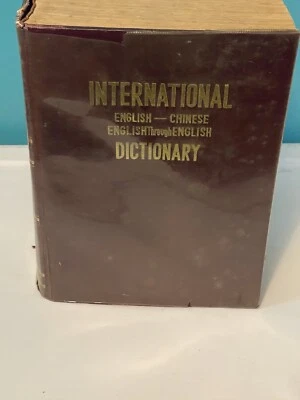 INTERNATIONAL
ENGLISH — CHINESE
ENGLISH Through ENGLISH
DICTIONARY